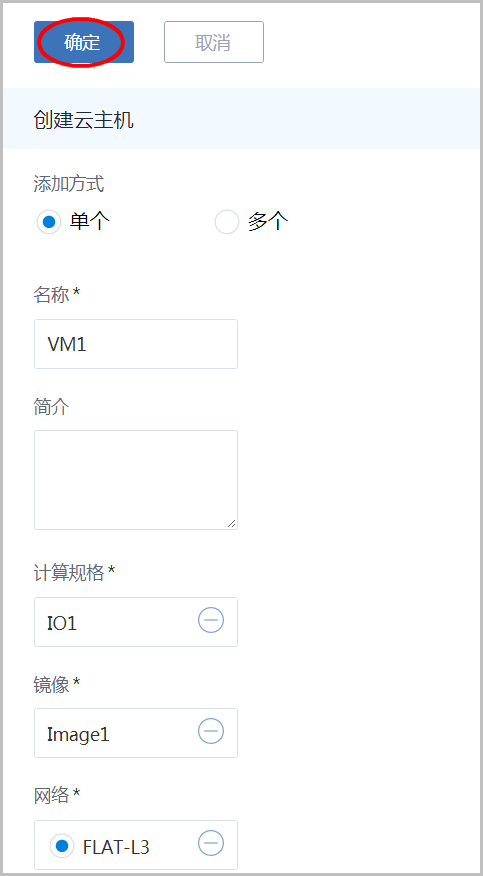 确定 取消
创建云主机
添加方式
单个 多个
名称 *
VM1
简介
计算规格 *
IO1
镜像 *
Image1
网络 *
FLAT-L3